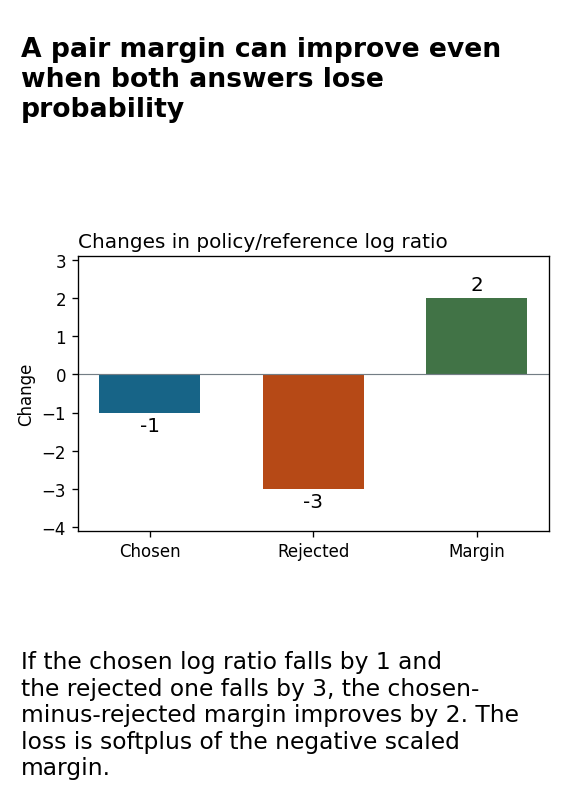 A pair margin can improve even
when both answers lose
probability
Changes in policy/reference log ratio
3
2
1
0
−1
−2
−3
−4
Change
-1
-3
2
Chosen
Rejected
Margin
If the chosen log ratio falls by 1 and
the rejected one falls by 3, the chosen-
minus-rejected margin improves by 2. The
loss is softplus of the negative scaled
margin.